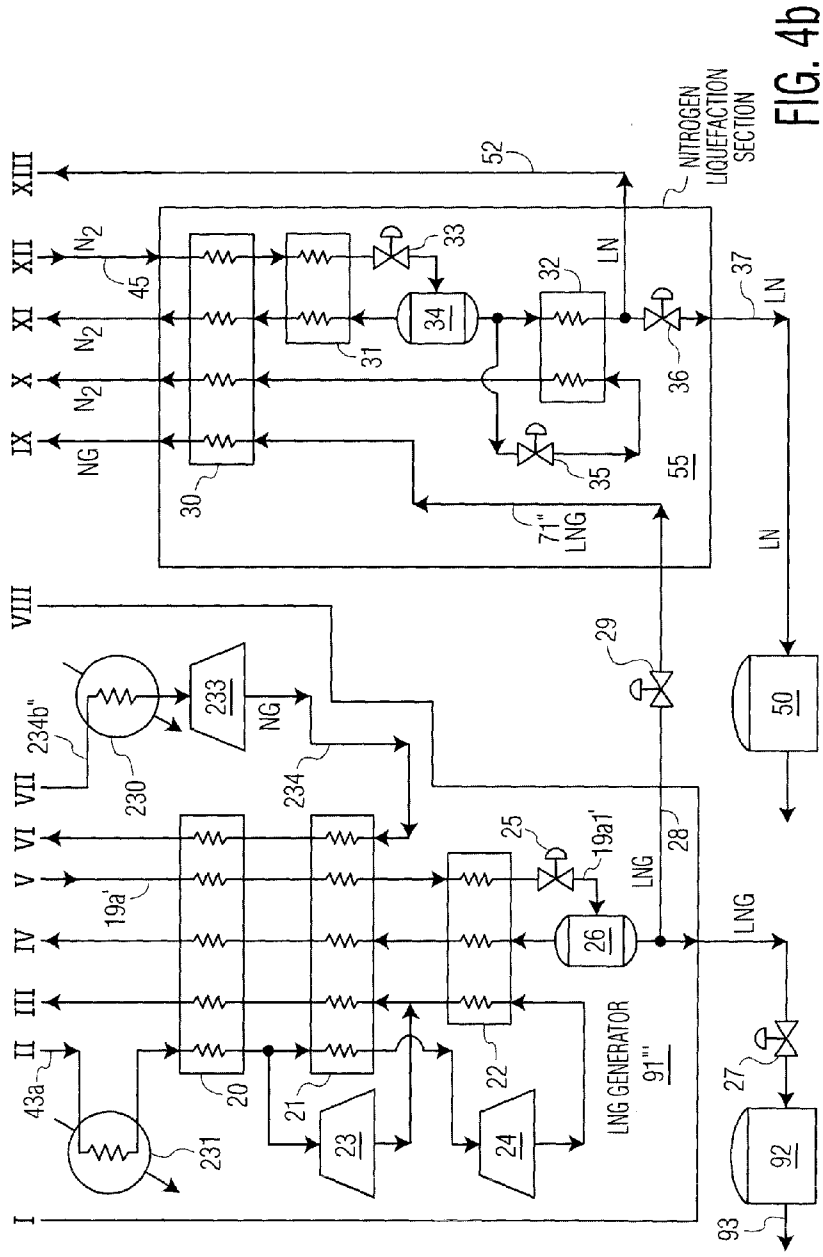 I
II
III
IV
V
VI
VII
VIII
IX
X
XI
XII
XIII
43a
19a'
234b"
NG
N₂
N₂
N₂
45
52
231
20
230
233
NG
234
30
31
33
34
LN
32
NITROGEN
LIQUEFACTION
SECTION
21
22
23
24
25
19a1'
26
LNG
28
29
71"
LNG
35
55
36
37
LN
LNG GENERATOR
91'''
LNG
27
92
93
50
LN
FIG. 4b